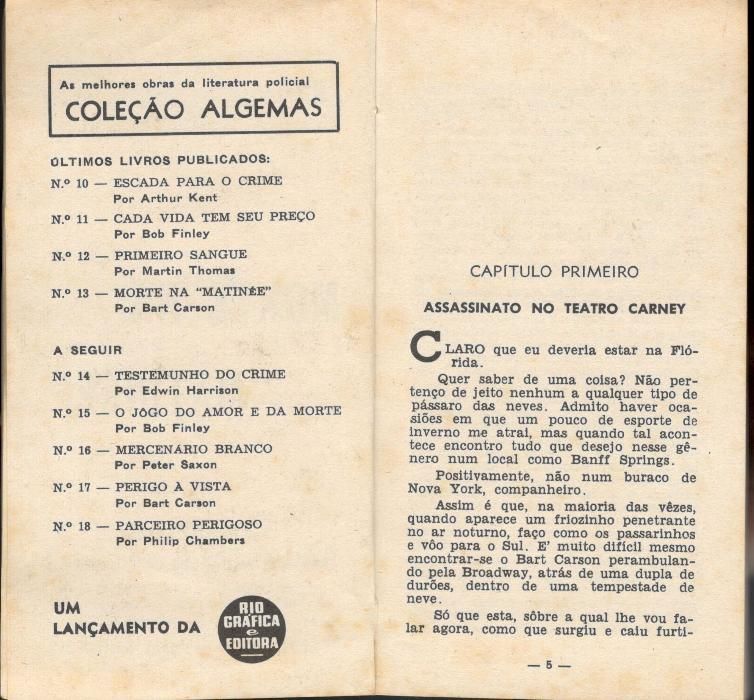 As melhores obras da literatura policial
COLEÇÃO ALGEMAS
ÚLTIMOS LIVROS PUBLICADOS:
N.º 10 — ESCADA PARA O CRIME
Por Arthur Kent
N.º 11 — CADA VIDA TEM SEU PREÇO
Por Bob Finley
N.º 12 — PRIMEIRO SANGUE
Por Martin Thomas
N.º 13 — MORTE NA "MATINÉE"
Por Bart Carson
A SEGUIR
N.º 14 — TESTEMUNHO DO CRIME
Por Edwin Harrison
N.º 15 — O JÔGO DO AMOR E DA MORTE
Por Bob Finley
N.º 16 — MERCENÁRIO BRANCO
Por Peter Saxon
N.º 17 — PERIGO À VISTA
Por Bart Carson
N.º 18 — PARCEIRO PERIGOSO
Por Philip Chambers
UM
LANÇAMENTO DA
RIO
GRÁFICA
e
EDITORA
CAPÍTULO PRIMEIRO
ASSASSINATO NO TEATRO CARNEY
CLARO que eu deveria estar na Fló-
rida.
Quer saber de uma coisa? Não per-
tenço de jeito nenhum a qualquer tipo de
pássaro das neves. Admito haver oca-
siões em que um pouco de esporte de
inverno me atrai, mas quando tal acon-
tece encontro tudo que desejo nesse gê-
nero num local como Banff Springs.
Positivamente, não num buraco de
Nova York, companheiro.
Assim é que, na maioria das vêzes,
quando aparece um friozinho penetrante
no ar noturno, faço como os passarinhos
e vôo para o Sul. E' muito difícil mesmo
encontrar-se o Bart Carson perambulan-
do pela Broadway, atrás de uma dupla de
durões, dentro de uma tempestade de
neve.
Só que esta, sôbre a qual lhe vou fa-
lar agora, como que surgiu e caiu furti-
— 5 —